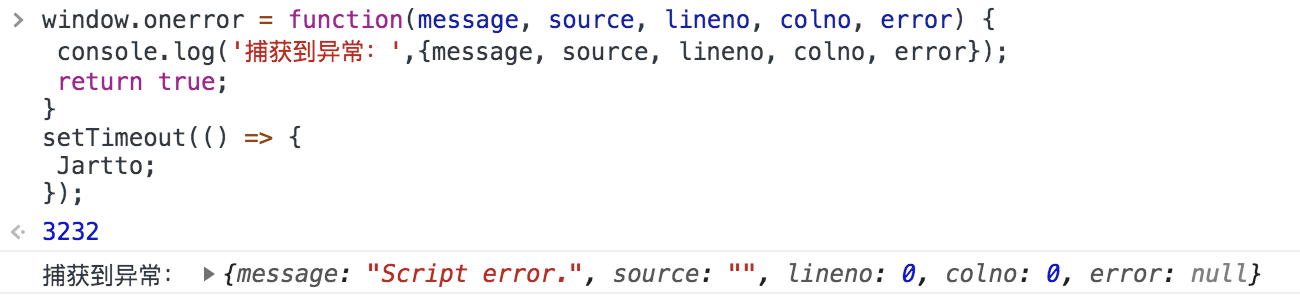 window.onerror = function(message, source, lineno, colno, error) {
console.log('捕获到异常：',{message, source, lineno, colno, error});
return true;
}
setTimeout(() => {
Jartto;
});
3232
捕获到异常： ▶{message: "Script error.", source: "", lineno: 0, colno: 0, error: null}